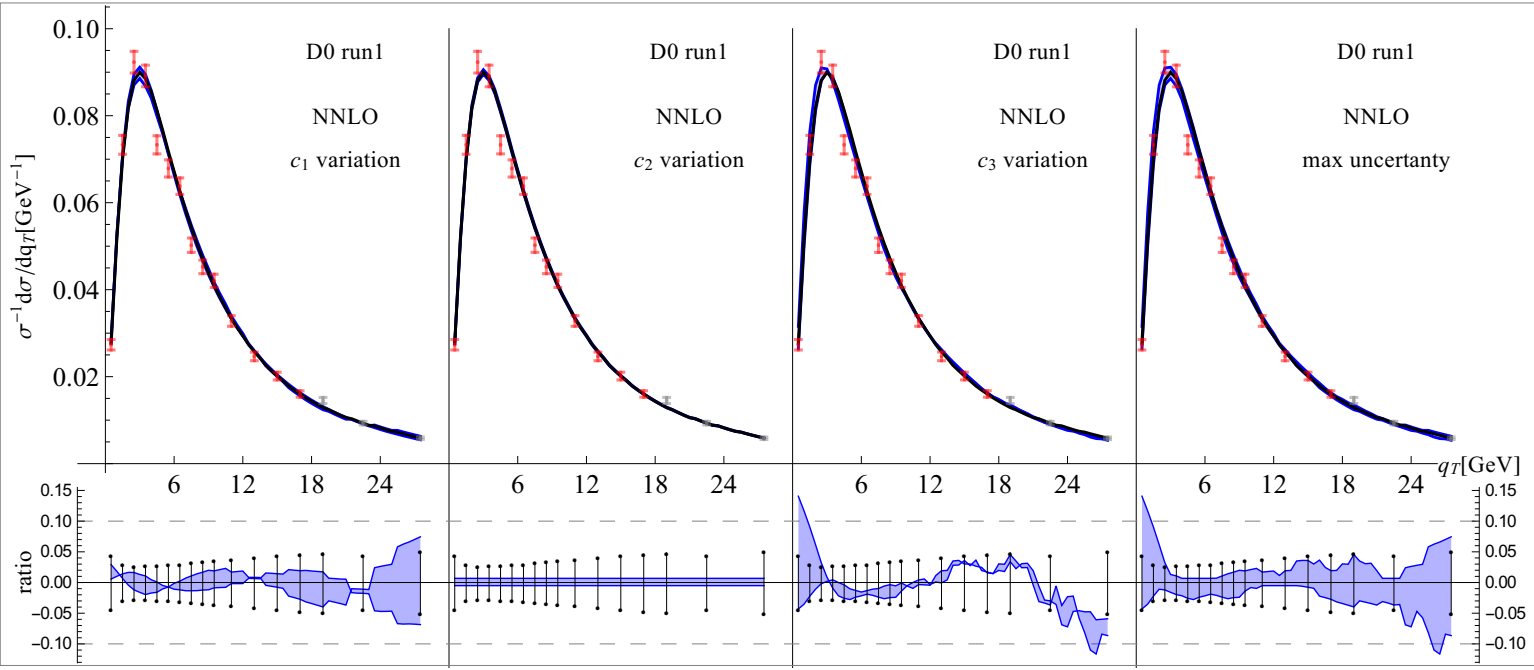 0.10
0.08
0.06
0.04
0.02
σ⁻¹dσ/dq_T[GeV⁻¹]
D0 run1
NNLO
c₁ variation
D0 run1
NNLO
c₂ variation
D0 run1
NNLO
c₃ variation
D0 run1
NNLO
max uncertanty
6 12 18 24
6 12 18 24
6 12 18 24
6 12 18 24
q_T[GeV]
ratio
0.15
0.10
0.05
0.00
−0.05
−0.10
0.15
0.10
0.05
0.00
−0.05
−0.10